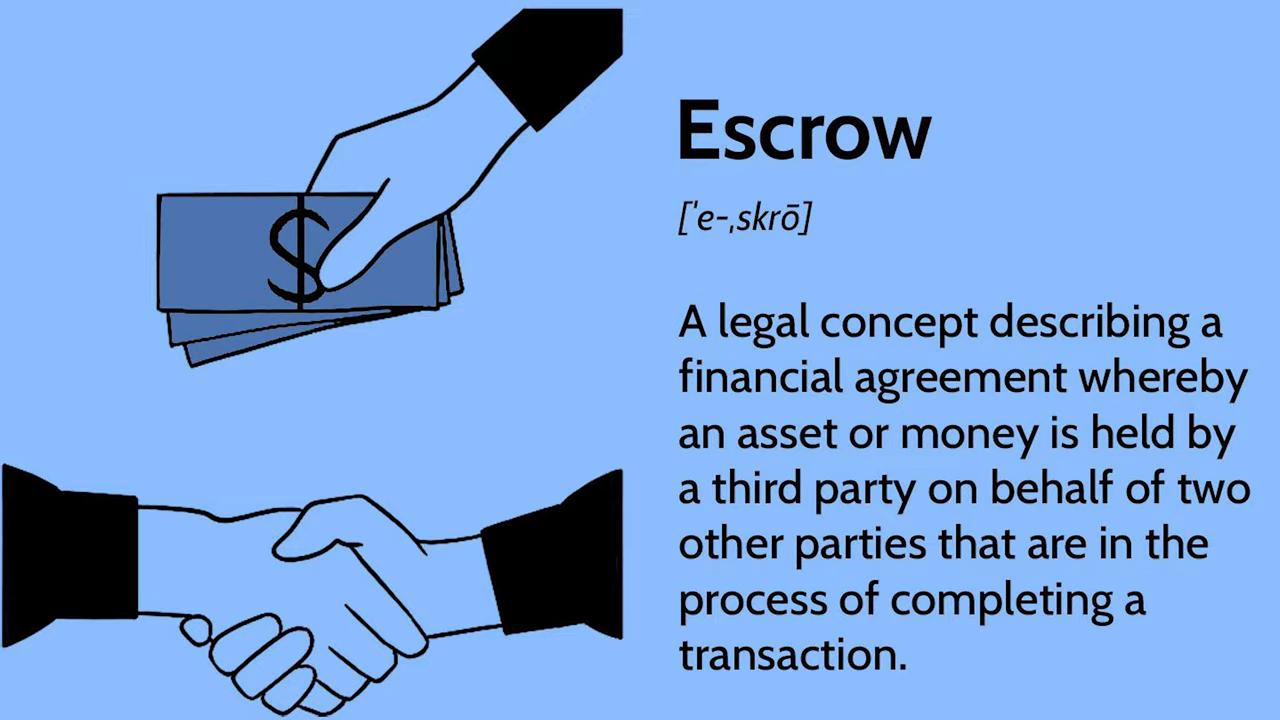 $
Escrow
[ˈe-ˌskrō]
A legal concept describing a
financial agreement whereby
an asset or money is held by
a third party on behalf of two
other parties that are in the
process of completing a
transaction.